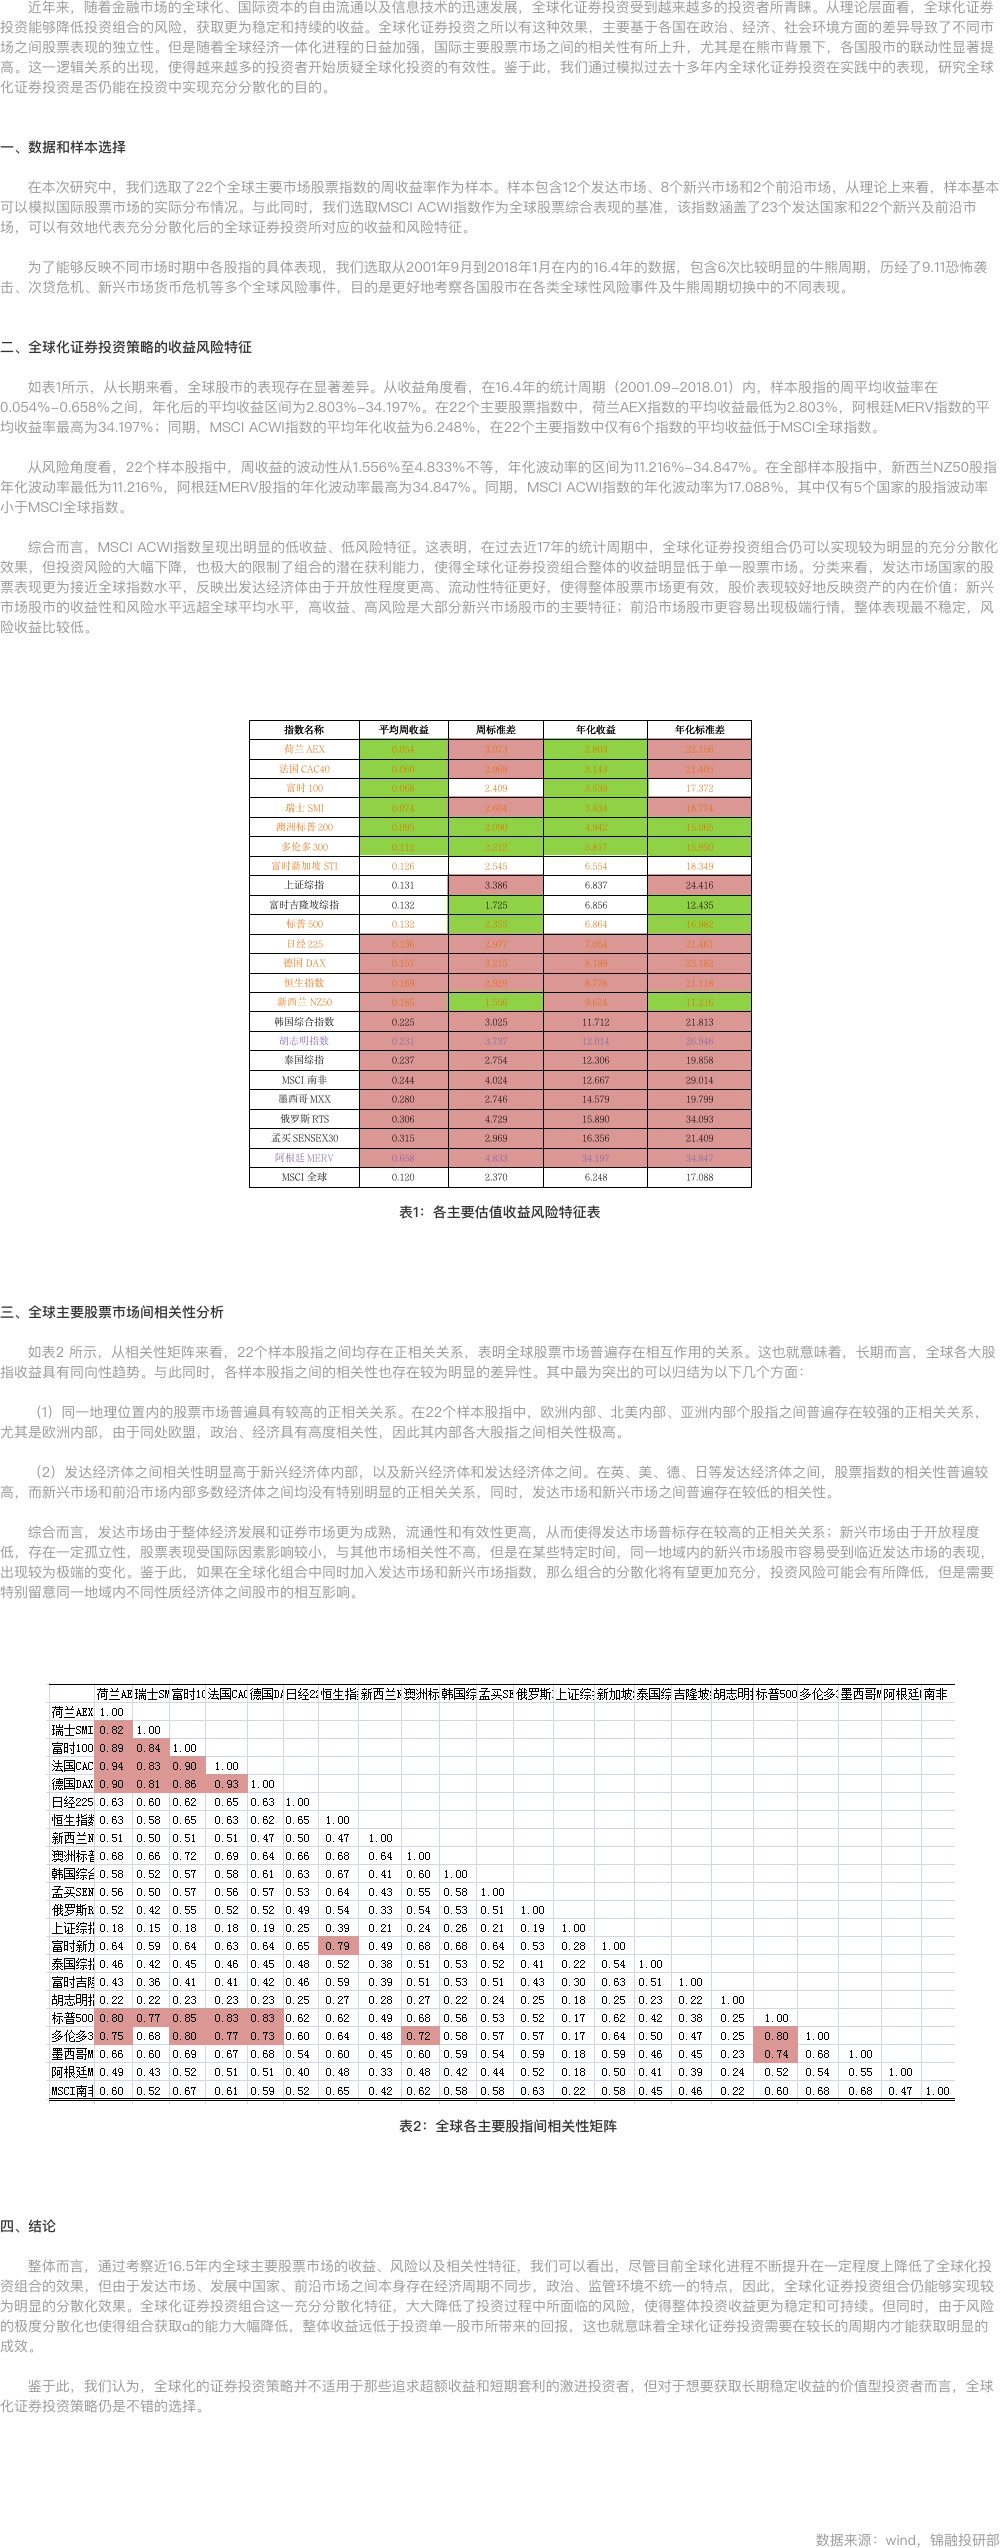 近年来，随着金融市场的全球化、国际资本的自由流通以及信息技术的迅速发展，全球化证券投资受到越来越多的投资者所青睐。从理论层面看，全球化证券
投资能够降低投资组合的风险，获取更为稳定和持续的收益。全球化证券投资之所以有这种效果，主要基于各国在政治、经济、社会环境方面的差异导致了不同市
场之间股票表现的独立性。但是随着全球经济一体化进程的日益加强，国际主要股票市场之间的相关性有所上升，尤其是在熊市背景下，各国股市的联动性显著提
高。这一逻辑关系的出现，使得越来越多的投资者开始质疑全球化投资的有效性。鉴于此，我们通过模拟过去十多年内全球化证券投资在实践中的表现，研究全球
化证券投资是否仍能在投资中实现充分分散化的目的。
一、数据和样本选择
在本次研究中，我们选取了22个全球主要市场股票指数的周收益率作为样本。样本包含12个发达市场、8个新兴市场和2个前沿市场，从理论上来看，样本基本
可以模拟国际股票市场的实际分布情况。与此同时，我们选取MSCI ACWI指数作为全球股票综合表现的基准，该指数涵盖了23个发达国家和22个新兴及前沿市
场，可以有效地代表充分分散化后的全球证券投资所对应的收益和风险特征。
为了能够反映不同市场时期中各股指的具体表现，我们选取从2001年9月到2018年1月在内的16.4年的数据，包含6次比较明显的牛熊周期，历经了9.11恐怖袭
击、次贷危机、新兴市场货币危机等多个全球风险事件，目的是更好地考察各国股市在各类全球性风险事件及牛熊周期切换中的不同表现。
二、全球化证券投资策略的收益风险特征
如表1所示，从长期来看，全球股市的表现存在显著差异。从收益角度看，在16.4年的统计周期（2001.09-2018.01）内，样本股指的周平均收益率在
0.054%-0.658%之间，年化后的平均收益区间为2.803%-34.197%。在22个主要股票指数中，荷兰AEX指数的平均收益最低为2.803%，阿根廷MERV指数的平
均收益率最高为34.197%；同期，MSCI ACWI指数的平均年化收益为6.248%，在22个主要指数中仅有6个指数的平均收益低于MSCI全球指数。
从风险角度看，22个样本股指中，周收益的波动性从1.556%至4.833%不等，年化波动率的区间为11.216%-34.847%。在全部样本股指中，新西兰NZ50股指
年化波动率最低为11.216%，阿根廷MERV股指的年化波动率最高为34.847%。同期，MSCI ACWI指数的年化波动率为17.088%，其中仅有5个国家的股指波动率
小于MSCI全球指数。
综合而言，MSCI ACWI指数呈现出明显的低收益、低风险特征。这表明，在过去近17年的统计周期中，全球化证券投资组合仍可以实现较为明显的充分分散化
效果，但投资风险的大幅下降，也极大的限制了组合的潜在获利能力，使得全球化证券投资组合整体的收益明显低于单一股票市场。分类来看，发达市场国家的股
票表现更为接近全球指数水平，反映出发达经济体由于开放性程度更高、流动性特征更好，使得整体股票市场更有效，股价表现较好地反映资产的内在价值；新兴
市场股市的收益性和风险水平远超全球平均水平，高收益、高风险是大部分新兴市场股市的主要特征；前沿市场股市更容易出现极端行情，整体表现最不稳定，风
险收益比较低。
指数名称 平均周收益 周标准差 年化收益 年化标准差
荷兰 AEX 0.054 3.073 2.803 22.156
法国 CAC40 0.060 2.969 3.143 21.405
富时 100 0.068 2.409 3.539 17.372
瑞士 SMI 0.074 2.604 3.834 18.774
澳洲标普 200 0.095 2.090 4.942 15.065
多伦多 300 0.112 2.212 5.817 15.950
富时新加坡 STI 0.126 2.545 6.554 18.349
上证综指 0.131 3.386 6.837 24.416
富时吉隆坡综指 0.132 1.725 6.856 12.435
标普 500 0.132 2.355 6.864 16.982
日经 225 0.136 2.977 7.054 21.461
德国 DAX 0.157 3.215 8.189 23.182
恒生指数 0.169 2.929 8.778 21.118
新西兰 NZ50 0.185 1.556 9.624 11.216
韩国综合指数 0.225 3.025 11.712 21.813
胡志明指数 0.231 3.737 12.014 26.946
泰国综指 0.237 2.754 12.306 19.858
MSCI 南非 0.244 4.024 12.667 29.014
墨西哥 MXX 0.280 2.746 14.579 19.799
俄罗斯 RTS 0.306 4.729 15.890 34.093
孟买 SENSEX30 0.315 2.969 16.356 21.409
阿根廷 MERV 0.658 4.833 34.197 34.847
MSCI 全球 0.120 2.370 6.248 17.088
表1：各主要估值收益风险特征表
三、全球主要股票市场间相关性分析
如表2 所示，从相关性矩阵来看，22个样本股指之间均存在正相关关系，表明全球股票市场普遍存在相互作用的关系。这也就意味着，长期而言，全球各大股
指收益具有同向性趋势。与此同时，各样本股指之间的相关性也存在较为明显的差异性。其中最为突出的可以归结为以下几个方面：
（1）同一地理位置内的股票市场普遍具有较高的正相关关系。在22个样本股指中，欧洲内部、北美内部、亚洲内部个股指之间普遍存在较强的正相关关系，
尤其是欧洲内部，由于同处欧盟，政治、经济具有高度相关性，因此其内部各大股指之间相关性极高。
（2）发达经济体之间相关性明显高于新兴经济体内部，以及新兴经济体和发达经济体之间。在英、美、德、日等发达经济体之间，股票指数的相关性普遍较
高，而新兴市场和前沿市场内部多数经济体之间均没有特别明显的正相关关系，同时，发达市场和新兴市场之间普遍存在较低的相关性。
综合而言，发达市场由于整体经济发展和证券市场更为成熟，流通性和有效性更高，从而使得发达市场普标存在较高的正相关关系；新兴市场由于开放程度
低，存在一定孤立性，股票表现受国际因素影响较小，与其他市场相关性不高，但是在某些特定时间，同一地域内的新兴市场股市容易受到临近发达市场的表现，
出现较为极端的变化。鉴于此，如果在全球化组合中同时加入发达市场和新兴市场指数，那么组合的分散化将有望更加充分，投资风险可能会有所降低，但是需要
特别留意同一地域内不同性质经济体之间股市的相互影响。
荷兰AE 瑞士SM 富时10 法国CAC 德国DA 日经22 恒生指 新西兰N 澳洲标 韩国综 孟买SE 俄罗斯 上证综 新加坡 泰国综 吉隆坡 胡志明 标普500 多伦多 墨西哥M 阿根廷 南非
荷兰AEX 1.00
瑞士SMI 0.82 1.00
富时100 0.89 0.84 1.00
法国CAC 0.94 0.83 0.90 1.00
德国DAX 0.90 0.81 0.86 0.93 1.00
日经225 0.63 0.60 0.62 0.65 0.63 1.00
恒生指数 0.63 0.58 0.65 0.63 0.62 0.65 1.00
新西兰N 0.51 0.50 0.51 0.51 0.47 0.50 0.47 1.00
澳洲标普 0.68 0.66 0.72 0.69 0.64 0.66 0.68 0.64 1.00
韩国综合 0.58 0.52 0.57 0.58 0.61 0.63 0.67 0.41 0.60 1.00
孟买SEN 0.56 0.50 0.57 0.56 0.57 0.53 0.64 0.43 0.55 0.58 1.00
俄罗斯R 0.52 0.42 0.55 0.52 0.52 0.49 0.54 0.33 0.54 0.53 0.51 1.00
上证综指 0.18 0.15 0.18 0.18 0.19 0.25 0.39 0.21 0.24 0.26 0.21 0.19 1.00
富时新加 0.64 0.59 0.64 0.63 0.64 0.65 0.79 0.49 0.68 0.68 0.64 0.53 0.28 1.00
泰国综指 0.46 0.42 0.45 0.46 0.45 0.48 0.52 0.38 0.51 0.53 0.52 0.41 0.22 0.54 1.00
富时吉隆 0.43 0.36 0.41 0.41 0.42 0.46 0.59 0.39 0.51 0.53 0.51 0.43 0.30 0.63 0.51 1.00
胡志明指 0.22 0.22 0.23 0.23 0.23 0.25 0.27 0.28 0.27 0.22 0.24 0.25 0.18 0.25 0.23 0.22 1.00
标普500 0.80 0.77 0.85 0.83 0.83 0.62 0.62 0.49 0.68 0.56 0.53 0.52 0.17 0.62 0.42 0.38 0.25 1.00
多伦多3 0.75 0.68 0.80 0.77 0.73 0.60 0.64 0.48 0.72 0.58 0.57 0.57 0.17 0.64 0.50 0.47 0.25 0.80 1.00
墨西哥M 0.66 0.60 0.69 0.67 0.68 0.54 0.60 0.45 0.60 0.59 0.54 0.59 0.18 0.59 0.46 0.45 0.23 0.74 0.68 1.00
阿根廷M 0.49 0.43 0.52 0.51 0.51 0.40 0.48 0.33 0.48 0.42 0.44 0.52 0.18 0.50 0.41 0.39 0.24 0.52 0.54 0.55 1.00
MSCI南非 0.60 0.52 0.67 0.61 0.59 0.52 0.65 0.42 0.62 0.58 0.58 0.63 0.22 0.58 0.45 0.46 0.22 0.60 0.68 0.68 0.47 1.00
表2：全球各主要股指间相关性矩阵
四、结论
整体而言，通过考察近16.5年内全球主要股票市场的收益、风险以及相关性特征，我们可以看出，尽管目前全球化进程不断提升在一定程度上降低了全球化投
资组合的效果，但由于发达市场、发展中国家、前沿市场之间本身存在经济周期不同步，政治、监管环境不统一的特点，因此，全球化证券投资组合仍能够实现较
为明显的分散化效果。全球化证券投资组合这一充分分散化特征，大大降低了投资过程中所面临的风险，使得整体投资收益更为稳定和可持续。但同时，由于风险
的极度分散化也使得组合获取α的能力大幅降低，整体收益远低于投资单一股市所带来的回报，这也就意味着全球化证券投资需要在较长的周期内才能获取明显的
成效。
鉴于此，我们认为，全球化的证券投资策略并不适用于那些追求超额收益和短期套利的激进投资者，但对于想要获取长期稳定收益的价值型投资者而言，全球
化证券投资策略仍是不错的选择。
数据来源：wind，锦融投研部